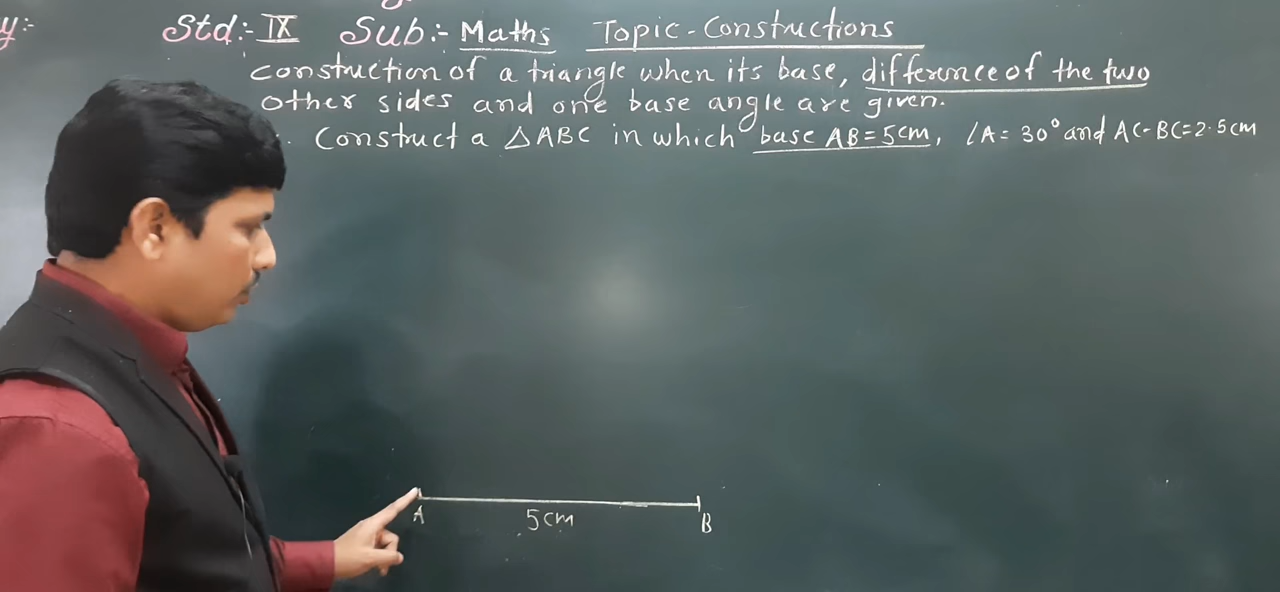 y:-
Std:- IX Sub:- Maths Topic-Constructions
construction of a triangle when its base, difference of the two
other sides and one base angle are given.
Construct a △ABC in which base AB=5cm, ∠A=30° and AC-BC=2.5cm
A 5cm B